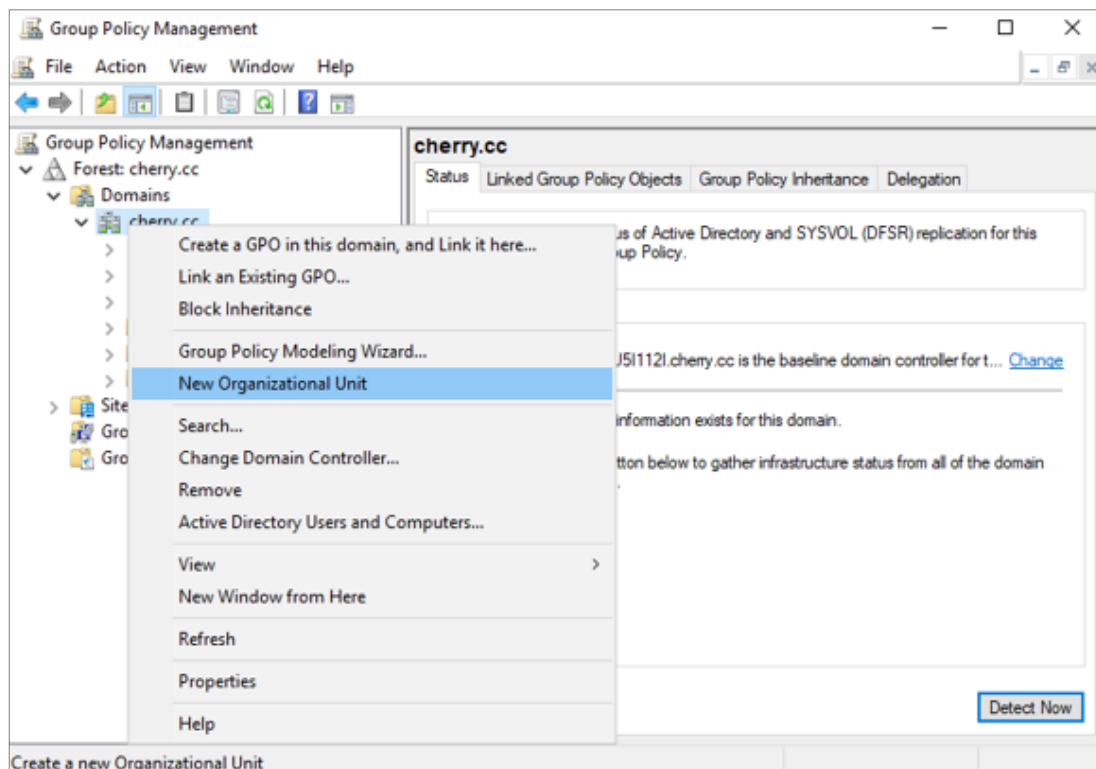 Group Policy Management
File Action View Window Help
Group Policy Management
Forest: cherry.cc
Domains
cherry.cc
Site
Gro
Gro
Create a GPO in this domain, and Link it here...
Link an Existing GPO...
Block Inheritance
Group Policy Modeling Wizard...
New Organizational Unit
Search...
Change Domain Controller...
Remove
Active Directory Users and Computers...
View
New Window from Here
Refresh
Properties
Help
cherry.cc
Status Linked Group Policy Objects Group Policy Inheritance Delegation
us of Active Directory and SYSVOL (DFSR) replication for this
up Policy.
U5I112I.cherry.cc is the baseline domain controller for t... Change
information exists for this domain.
tton below to gather infrastructure status from all of the domain
Detect Now
Create a new Organizational Unit